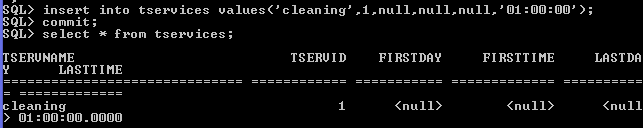 SQL> insert into tservices values('cleaning',1,null,null,null,'01:00:00');
SQL> commit;
SQL> select * from tservices;
TSERVNAME TSERVID FIRSTDAY FIRSTTIME LASTDA
Y LASTTIME
=============================== ============ ============ ============= ==========
= =============
cleaning 1 <null> <null> <null
> 01:00:00.0000